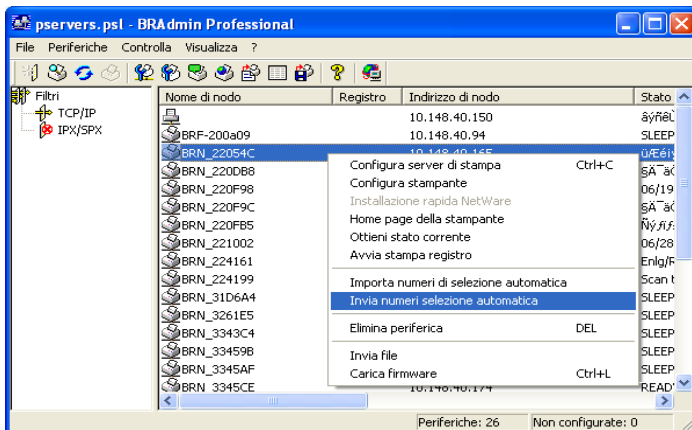 pservers.psl - BRAdmin Professional
File Periferiche Controlla Visualizza ?
Filtri
TCP/IP
IPX/SPX
Nome di nodo Registro Indirizzo di nodo Stato
10.148.40.150
BRF-200a09 10.148.40.94 SLEEP
BRN_22054C
BRN_220DB8
BRN_220F98 06/19
BRN_220F9C
BRN_220FB5
BRN_221002 06/28
BRN_224161 Enlg/R
BRN_224199 Scan t
BRN_31D6A4 SLEEP
BRN_3261E5 SLEEP
BRN_3343C4 SLEEP
BRN_33459B SLEEP
BRN_3345AF SLEEP
BRN_3345CE 10.148.40.174 READY
Configura server di stampa Ctrl+C
Configura stampante
Installazione rapida NetWare
Home page della stampante
Ottieni stato corrente
Avvia stampa registro
Importa numeri di selezione automatica
Invia numeri selezione automatica
Elimina periferica DEL
Invia file
Carica firmware Ctrl+L
Periferiche: 26 Non configurate: 0